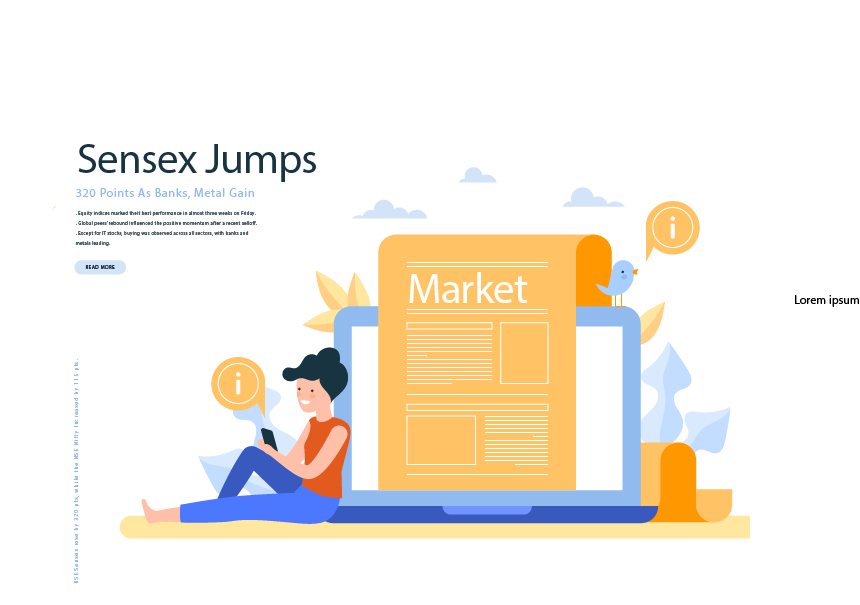 Sensex Jumps
320 Points As Banks, Metal Gain
. Equity indices marked their best performance in almost three weeks on Friday.
. Global peers' rebound influenced the positive momentum after a recent selloff.
. Except for IT stocks, buying was observed across all sectors, with banks and
metals leading.
READ MORE
Market
i
i
Lorem ipsum
BSE Sensex rose by 320 pts, while the NSE Nifty increased by 115 pts.